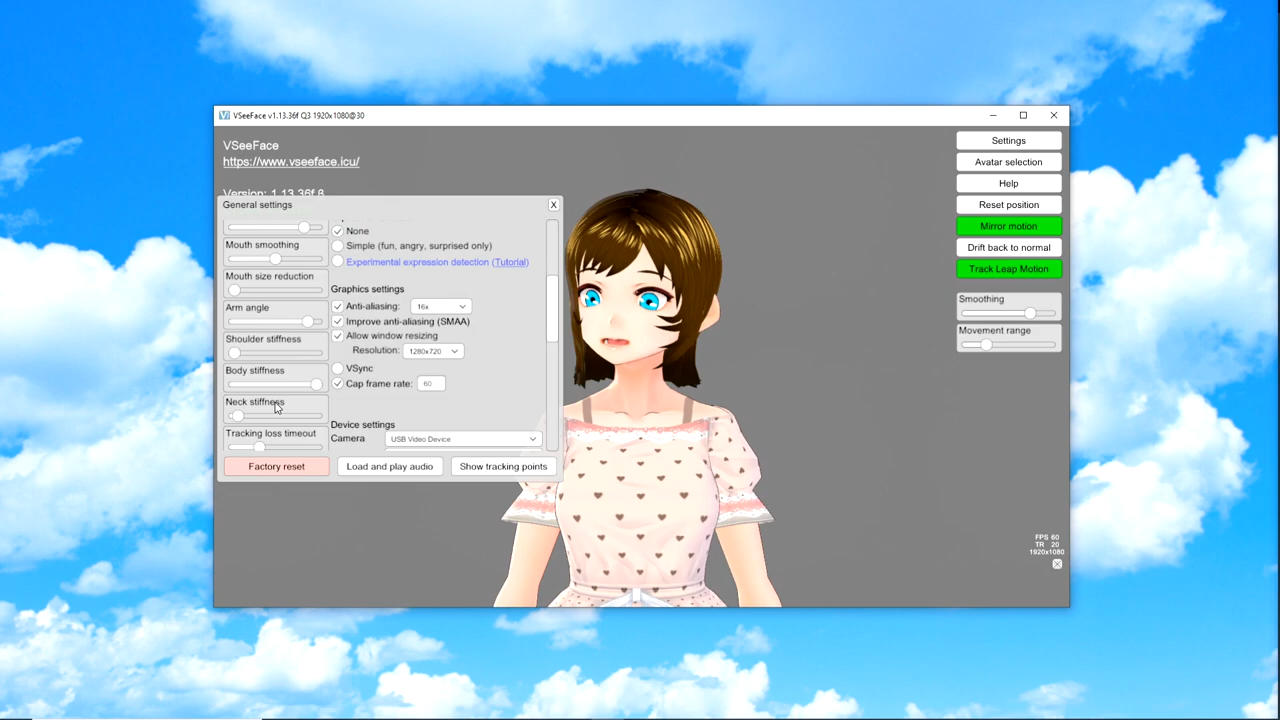 VSeeFace v1.13.36f Q3 1920x1080@30
VSeeFace
https://www.vseeface.icu/
Version: 1.13.36f β
General settings
X
Mouth smoothing
Mouth size reduction
Arm angle
Shoulder stiffness
Body stiffness
Neck stiffness
Tracking loss timeout
None
Simple (fun, angry, surprised only)
Experimental expression detection (Tutorial)
Graphics settings
Anti-aliasing: 16x
Improve anti-aliasing (SMAA)
Allow window resizing
Resolution: 1280x720
VSync
Cap frame rate: 60
Device settings
Camera USB Video Device
Factory reset
Load and play audio
Show tracking points
Settings
Avatar selection
Help
Reset position
Mirror motion
Drift back to normal
Track Leap Motion
Smoothing
Movement range
FPS 60
TR 20
1920x1080